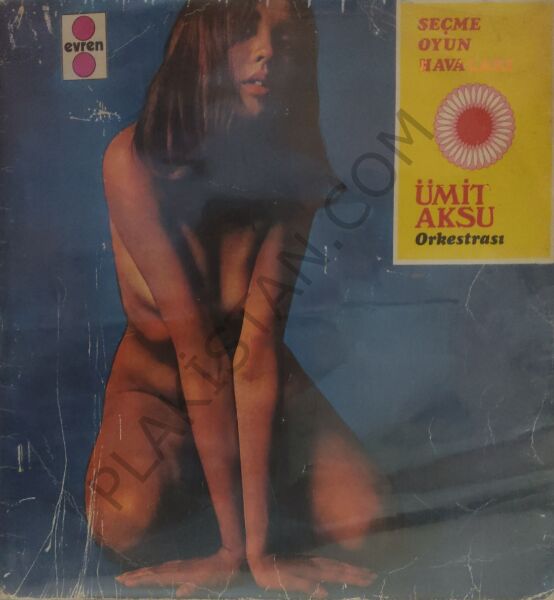 evren
SEÇME
OYUN
HAVALARI
ÜMİT
AKSU
Orkestrası
PLAKİSTAN.COM